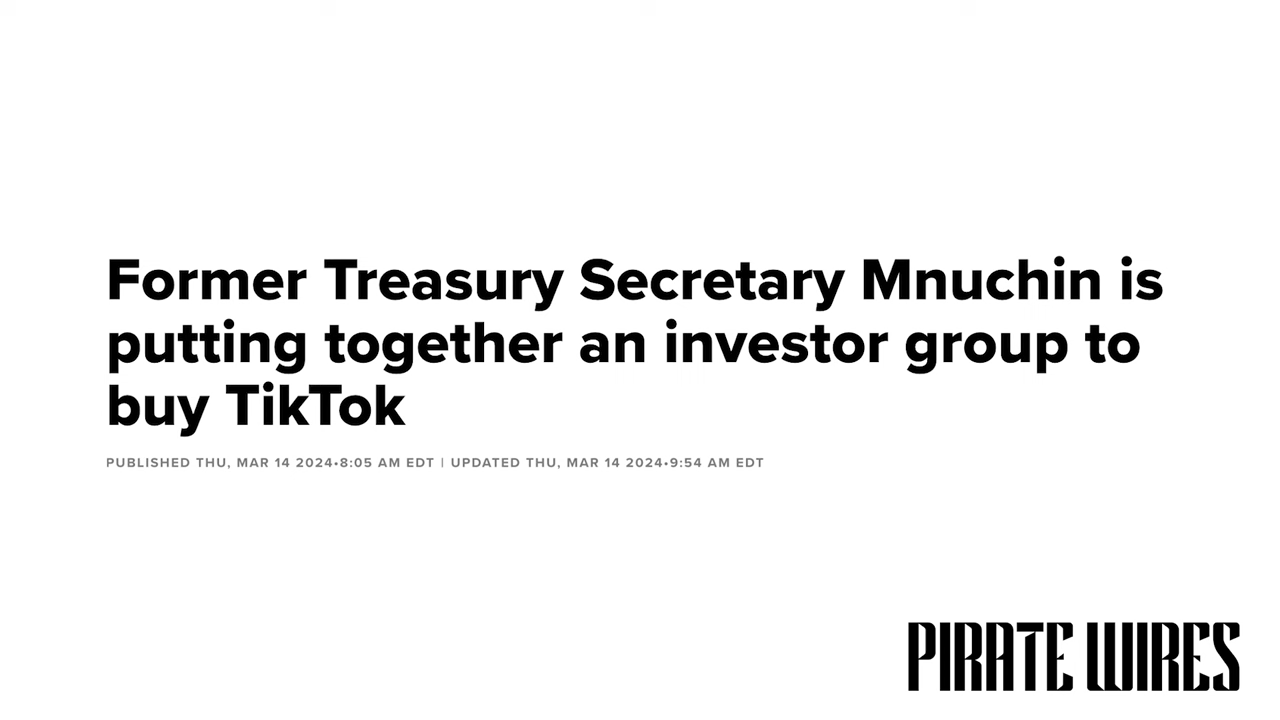 Former Treasury Secretary Mnuchin is
putting together an investor group to
buy TikTok
PUBLISHED THU, MAR 14 2024•8:05 AM EDT | UPDATED THU, MAR 14 2024•9:54 AM EDT
PIRATE WIRES